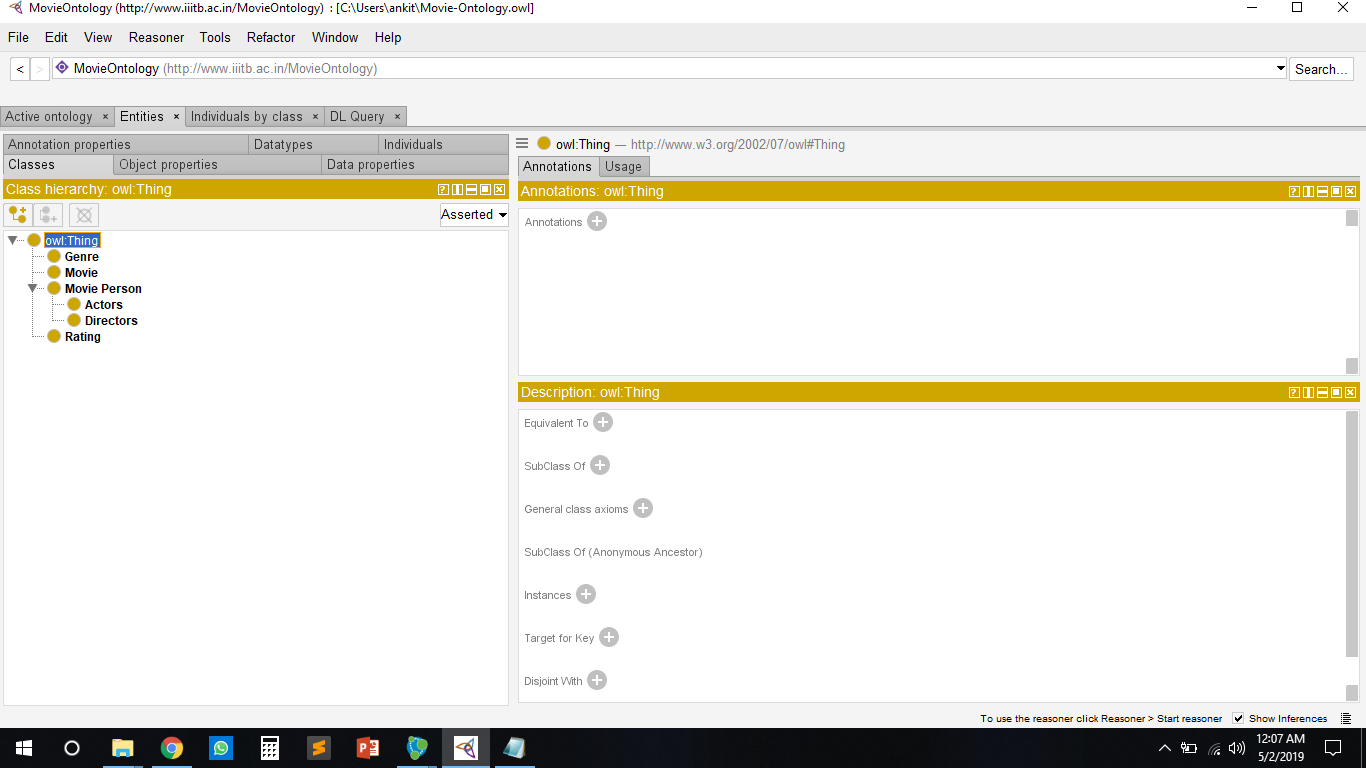 MovieOntology (http://www.iiitb.ac.in/MovieOntology) : [C:\Users\ankit\Movie-Ontology.owl]
File Edit View Reasoner Tools Refactor Window Help
< > MovieOntology (http://www.iiitb.ac.in/MovieOntology) Search...
Active ontology × Entities × Individuals by class × DL Query ×
Annotation properties Datatypes Individuals
Classes Object properties Data properties
Class hierarchy: owl:Thing
Asserted
owl:Thing
Genre
Movie
Movie Person
Actors
Directors
Rating
owl:Thing — http://www.w3.org/2002/07/owl#Thing
Annotations Usage
Annotations: owl:Thing
Annotations
Description: owl:Thing
Equivalent To
SubClass Of
General class axioms
SubClass Of (Anonymous Ancestor)
Instances
Target for Key
Disjoint With
To use the reasoner click Reasoner > Start reasoner Show Inferences
12:07 AM
5/2/2019